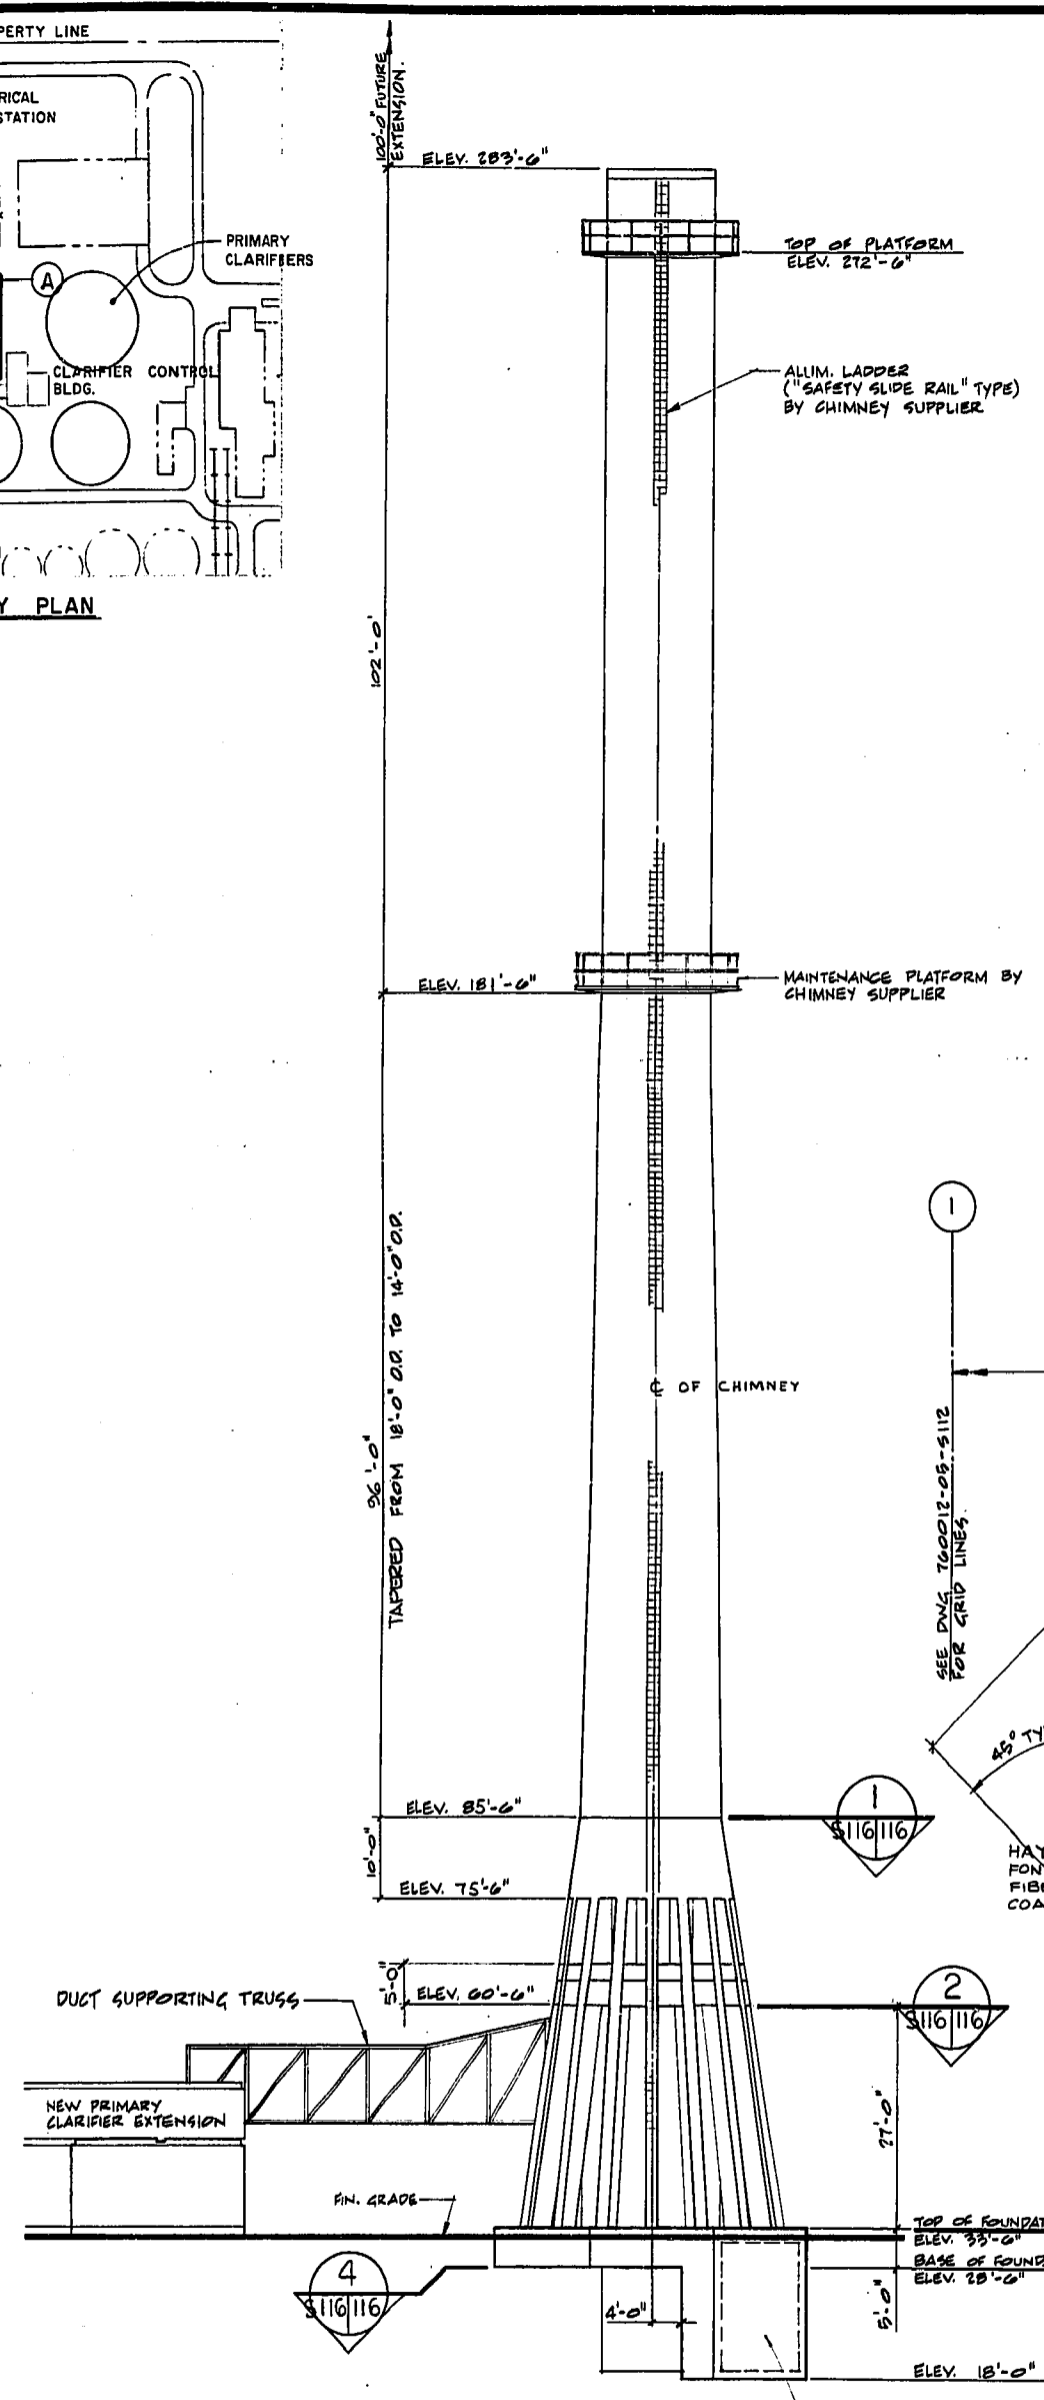 PERTY LINE
RICAL
STATION
PRIMARY
CLARIFIERS
A
CLARIFIER CONTROL
BLDG.
Y PLAN
100'-0" FUTURE
EXTENSION.
ELEV. 283'-6"
TOP OF PLATFORM
ELEV. 272'-6"
ALUM. LADDER
("SAFETY SLIDE RAIL" TYPE)
BY CHIMNEY SUPPLIER
102'-0"
ELEV. 181'-6"
MAINTENANCE PLATFORM BY
CHIMNEY SUPPLIER
1
TAPERED FROM 18'-0" O.D. TO 14'-0" O.D.
96'-0"
℄ OF CHIMNEY
SEE DWG 760012-05-S112
FOR GRID LINES.
45° TY
ELEV. 85'-6"
1
S116 116
HAY
FON
FIBE
COA
10'-0"
ELEV. 75'-6"
5'-0"
ELEV. 60'-6"
2
S116 116
DUCT SUPPORTING TRUSS
NEW PRIMARY
CLARIFIER EXTENSION
27'-0"
FIN. GRADE
TOP OF FOUNDAT
ELEV. 33'-6"
BASE OF FOUND
ELEV. 28'-6"
4
S116 116
4'-0"
5'-0"
ELEV. 18'-0"